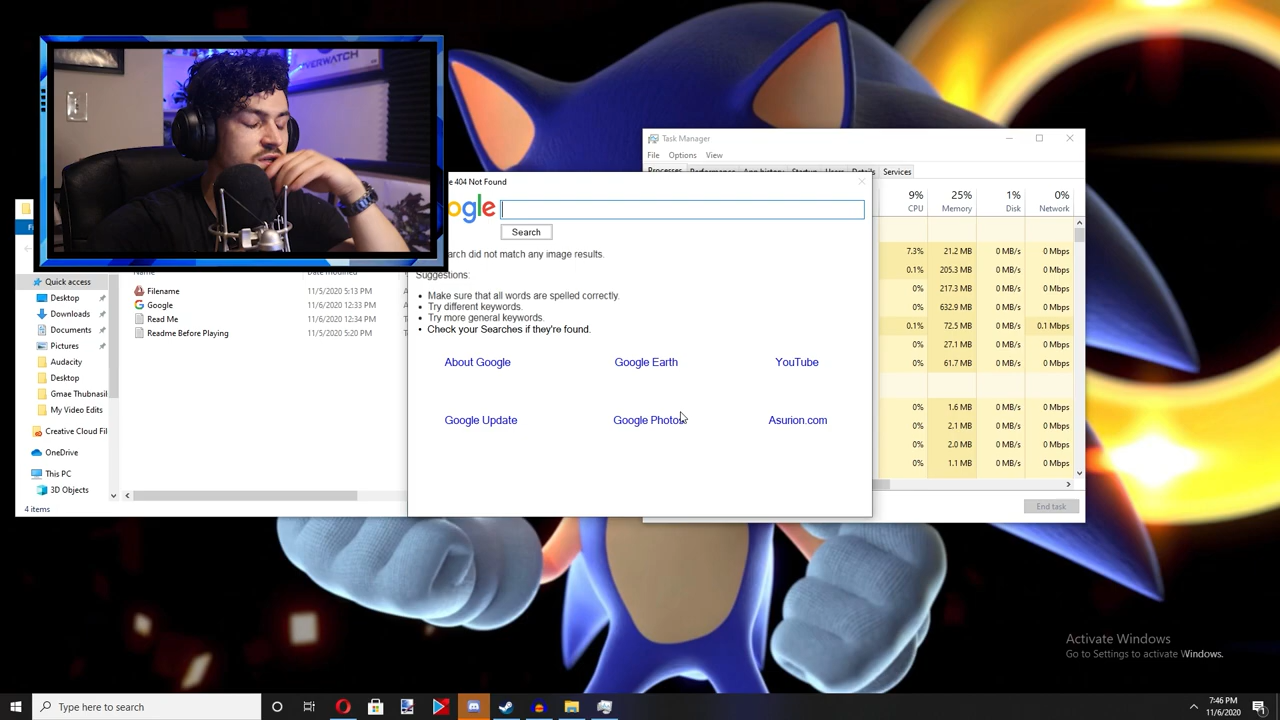 VERWATCH
Task Manager
File Options View
Processes Performance App history Startup Users Details Services
9% 25% 1% 0%
CPU Memory Disk Network
7.3% 21.2 MB 0 MB/s 0 Mbps
0.1% 205.3 MB 0 MB/s 0 Mbps
0% 217.3 MB 0 MB/s 0 Mbps
0% 632.9 MB 0 MB/s 0 Mbps
0.1% 72.5 MB 0 MB/s 0.1 Mbps
0% 27.1 MB 0 MB/s 0 Mbps
0% 61.7 MB 0 MB/s 0 Mbps
0% 1.6 MB 0 MB/s 0 Mbps
0% 2.1 MB 0 MB/s 0 Mbps
0% 2.0 MB 0 MB/s 0 Mbps
0% 1.1 MB 0 MB/s 0 Mbps
End task
e 404 Not Found
ogle
Search
arch did not match any image results.
Suggestions:
Make sure that all words are spelled correctly.
Try different keywords.
Try more general keywords.
Check your Searches if they're found.
About Google Google Earth YouTube
Google Update Google Photos Asurion.com
Name Date modified
Filename 11/5/2020 5:13 PM
Google 11/6/2020 12:33 PM
Read Me 11/6/2020 12:34 PM
Readme Before Playing 11/5/2020 5:20 PM
Quick access
Desktop
Downloads
Documents
Pictures
Audacity
Desktop
Gmae Thubnasil
My Video Edits
Creative Cloud Fil
OneDrive
This PC
3D Objects
4 items
Activate Windows
Go to Settings to activate Windows.
Type here to search
7:46 PM
11/6/2020